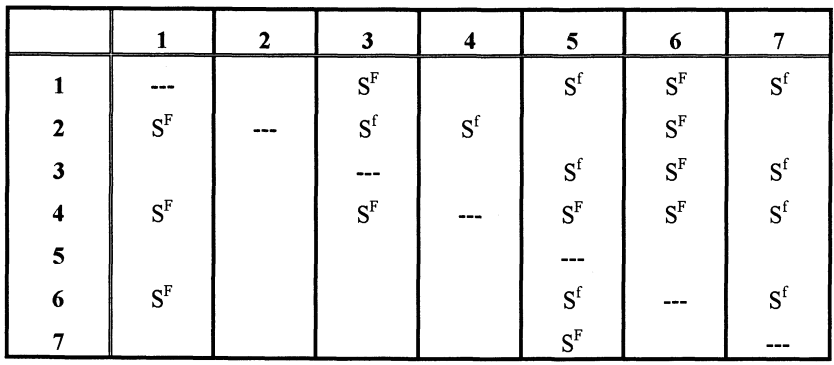 1 2 3 4 5 6 7
1 --- S^F S^f S^F S^f
2 S^F --- S^f S^f S^F
3 --- S^f S^F S^f
4 S^F S^F --- S^F S^F S^f
5 ---
6 S^F S^f --- S^f
7 S^F ---